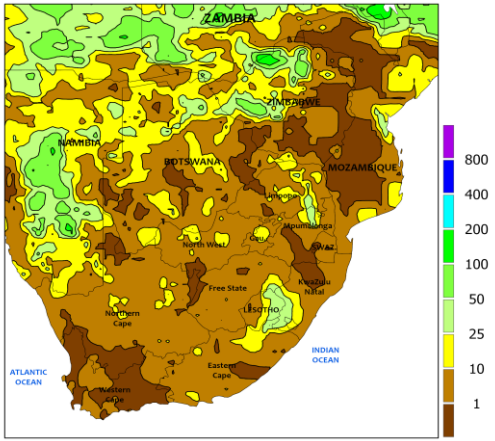 ZAMBIA
ZIMBABWE
NAMIBIA
BOTSWANA
MOZAMBIQUE
Limpopo
Mpumalanga
North West
Gau
SWAZ
Free State
KwaZulu
Natal
LESOTHO
Northern
Cape
Eastern
Cape
Western
Cape
ATLANTIC
OCEAN
INDIAN
OCEAN
800
400
200
100
50
25
10
1